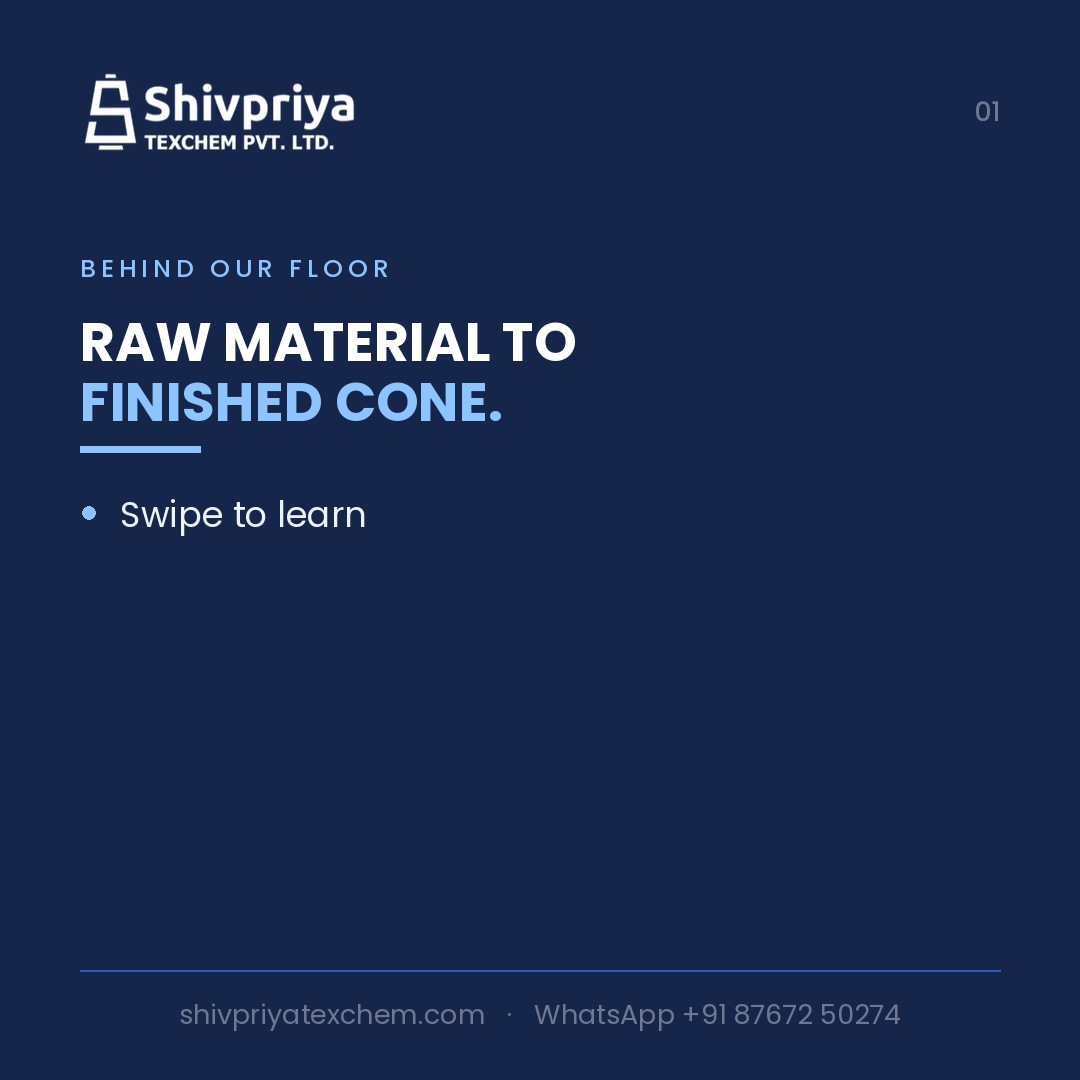 Shivpriya
TEXCHEM PVT. LTD.
01
BEHIND OUR FLOOR
RAW MATERIAL TO
FINISHED CONE.
• Swipe to learn
shivpriyatexchem.com · WhatsApp +91 87672 50274